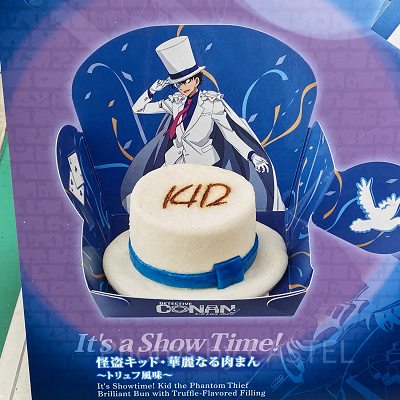 KID
DETECTIVE
CONAN
It's a Show Time!
怪盗キッド・華麗なる肉まん
～トリュフ風味～
It's Showtime! Kid the Phantom Thief
Brilliant Bun with Truffle-Flavored Filling